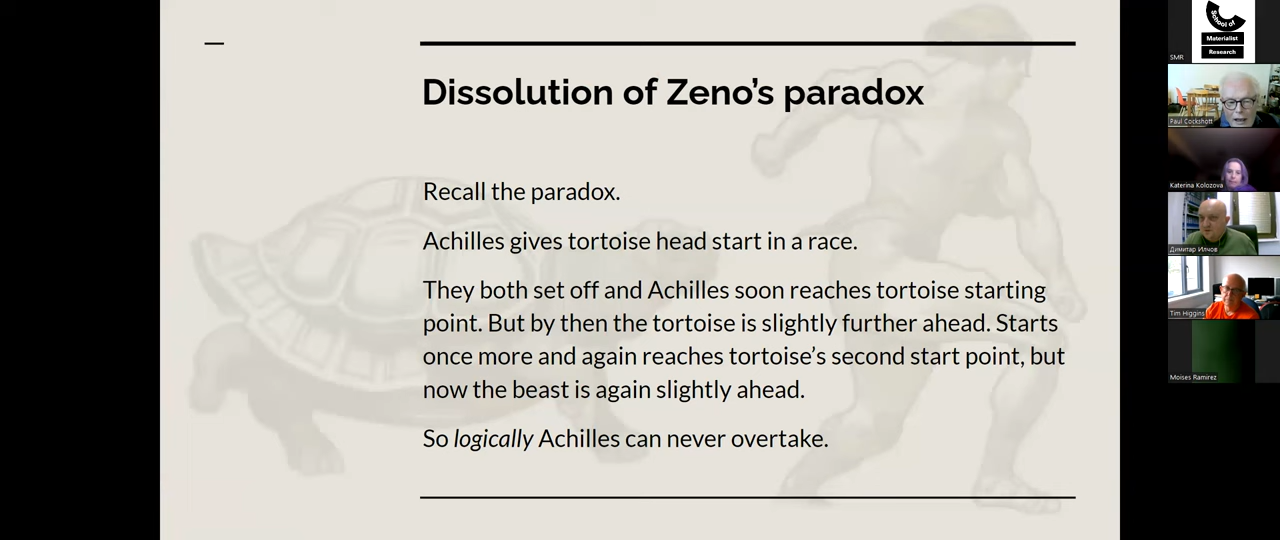 Dissolution of Zeno’s paradox
Recall the paradox.
Achilles gives tortoise head start in a race.
They both set off and Achilles soon reaches tortoise starting
point. But by then the tortoise is slightly further ahead. Starts
once more and again reaches tortoise’s second start point, but
now the beast is again slightly ahead.
So logically Achilles can never overtake.
School of
Materialist
Research
SMR
Paul Cockshott
Katerina Kolozova
Димитар Илчов
Tim Higgins
Moises Ramirez